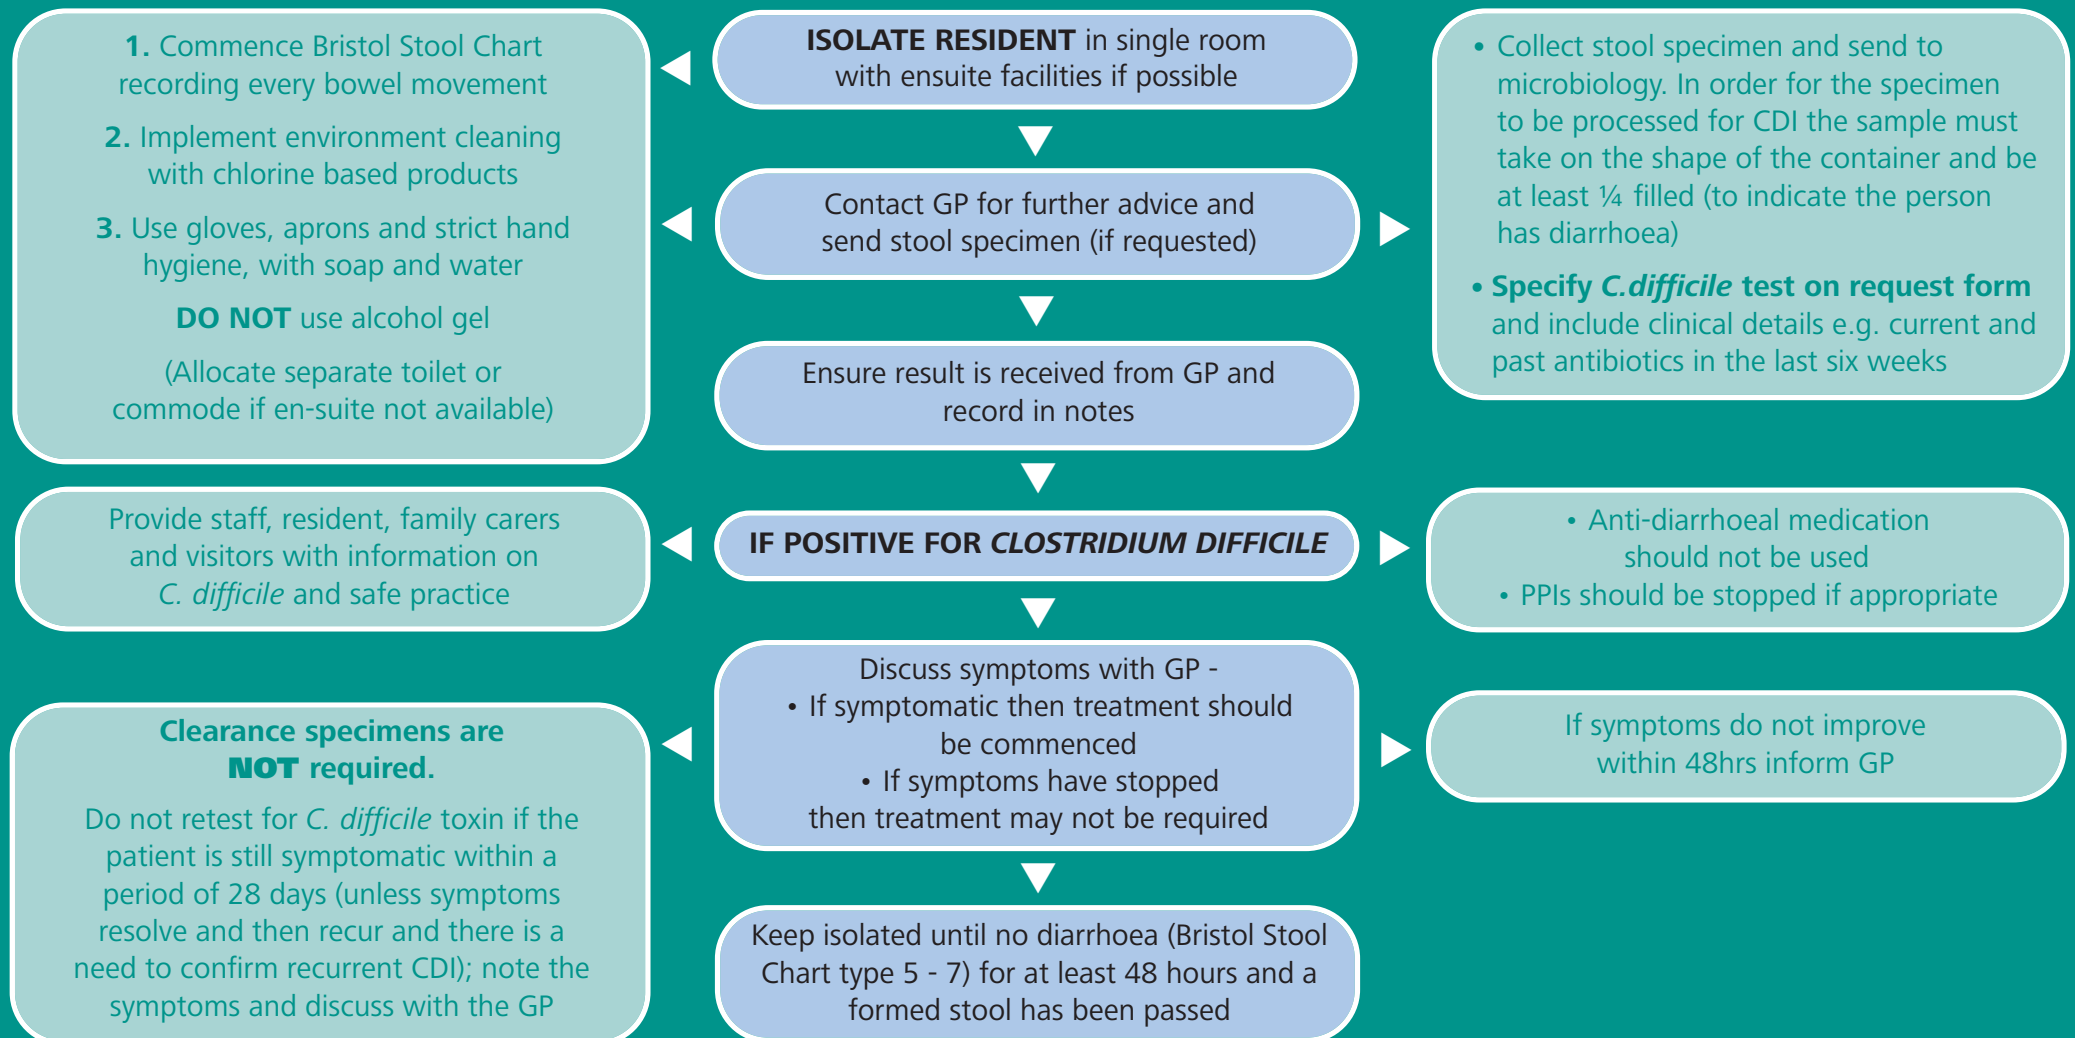 1. Commence Bristol Stool Chart
recording every bowel movement
2. Implement environment cleaning
with chlorine based products
3. Use gloves, aprons and strict hand
hygiene, with soap and water
DO NOT use alcohol gel
(Allocate separate toilet or
commode if en-suite not available)
ISOLATE RESIDENT in single room
with ensuite facilities if possible
Contact GP for further advice and
send stool specimen (if requested)
• Collect stool specimen and send to
microbiology. In order for the specimen
to be processed for CDI the sample must
take on the shape of the container and be
at least ¼ filled (to indicate the person
has diarrhoea)
• Specify C.difficile test on request form
and include clinical details e.g. current and
past antibiotics in the last six weeks
Ensure result is received from GP and
record in notes
Provide staff, resident, family carers
and visitors with information on
C. difficile and safe practice
IF POSITIVE FOR CLOSTRIDIUM DIFFICILE
• Anti-diarrhoeal medication
should not be used
• PPIs should be stopped if appropriate
Clearance specimens are
NOT required.
Do not retest for C. difficile toxin if the
patient is still symptomatic within a
period of 28 days (unless symptoms
resolve and then recur and there is a
need to confirm recurrent CDI); note the
symptoms and discuss with the GP
Discuss symptoms with GP -
• If symptomatic then treatment should
be commenced
• If symptoms have stopped
then treatment may not be required
If symptoms do not improve
within 48hrs inform GP
Keep isolated until no diarrhoea (Bristol Stool
Chart type 5 - 7) for at least 48 hours and a
formed stool has been passed